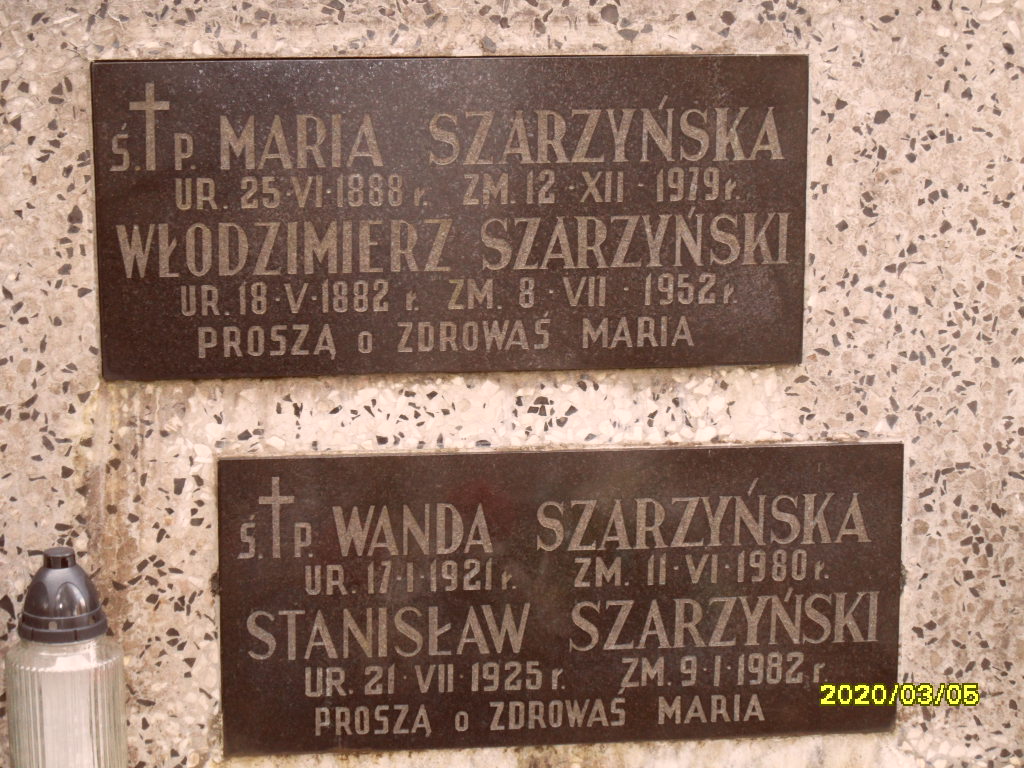 Ś.P. MARIA SZARZYŃSKA
UR. 25·VI·1888 r. ZM. 12·XII·1979 r.
WŁODZIMIERZ SZARZYŃSKI
UR. 18·V·1882 r. ZM. 8·VII·1952 r.
PROSZĄ o ZDROWAŚ MARIA
Ś.P. WANDA SZARZYŃSKA
UR. 17·I·1921 r. ZM. 11·VI·1980 r.
STANISŁAW SZARZYŃSKI
UR. 21·VII·1925 r. ZM. 9·I·1982 r.
PROSZĄ o ZDROWAŚ MARIA
2020/03/05